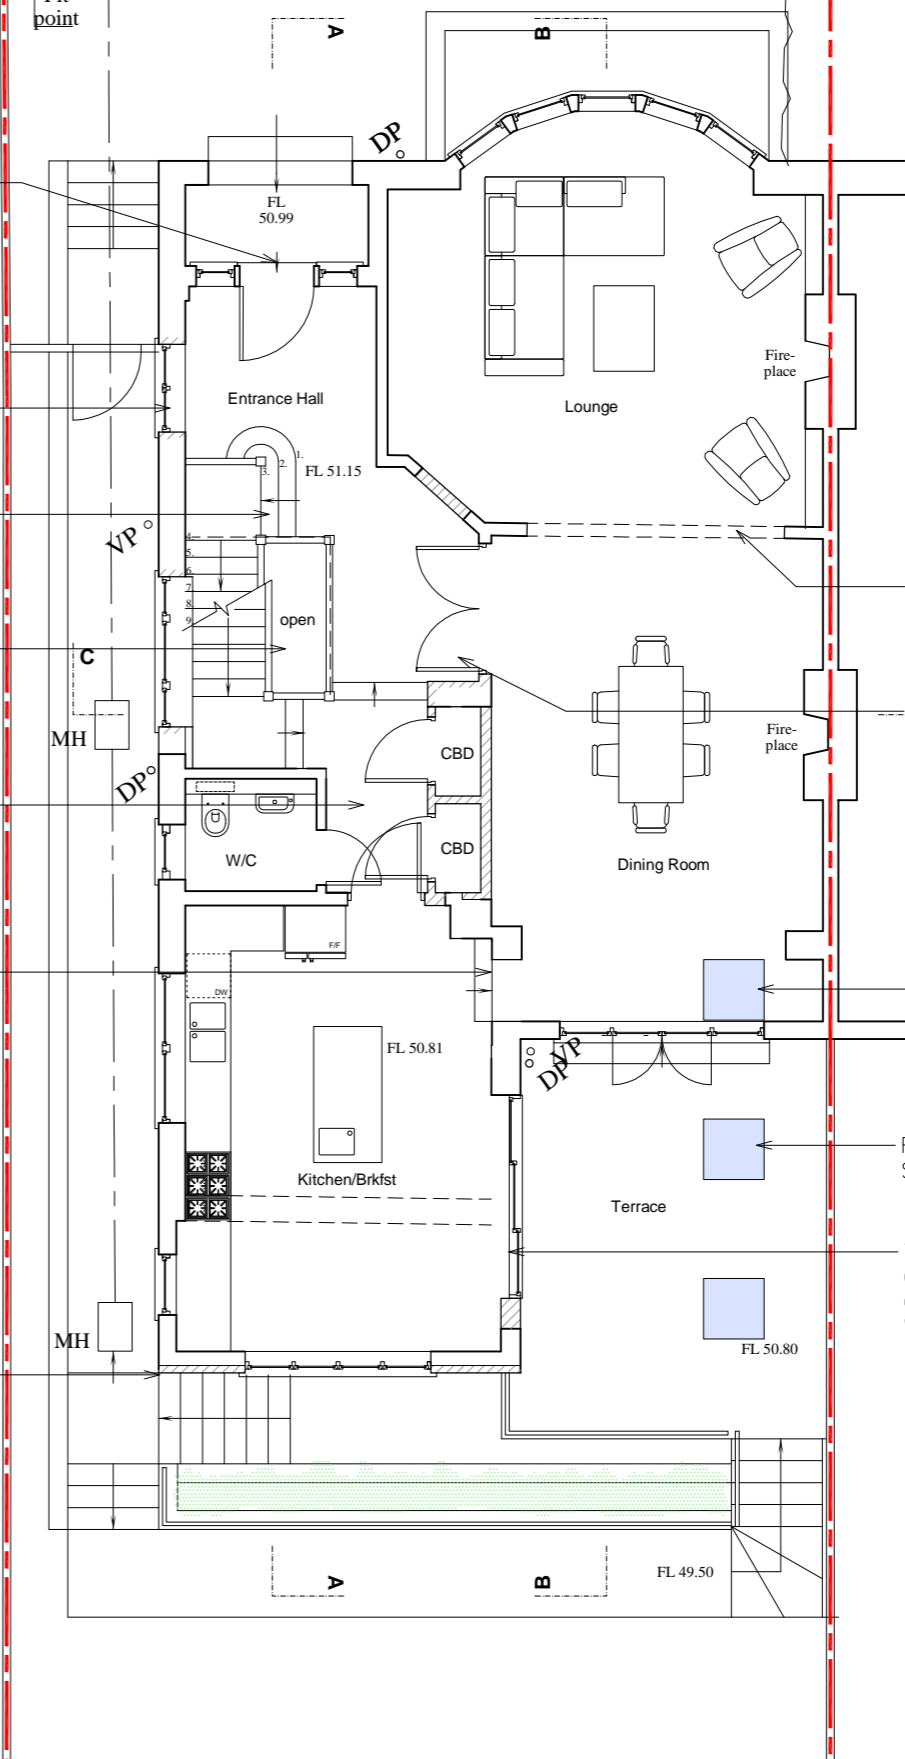 point
A
B
DP
FL
50.99
Fire-
place
Entrance Hall
Lounge
1.
2.
3.
FL 51.15
VP
4.
5.
6.
7
8.
9
open
C
MH
Fire-
place
CBD
DP
CBD
W/C
Dining Room
F/F
DW
FL 50.81
VP
DP
Kitchen/Brkfst
Terrace
MH
FL 50.80
FL 49.50
A
B